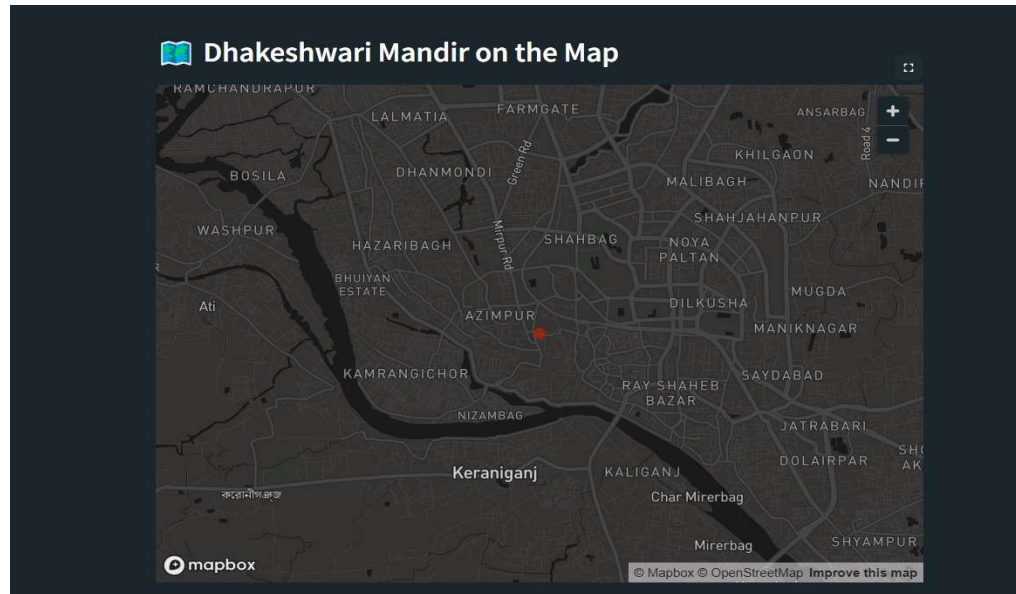 Dhakeshwari Mandir on the Map
RAMCHANDRAPUR
LALMATIA
FARMGATE
ANSARBAG
+
Green Rd
Road 4
−
KHILGAON
BOSILA
DHANMONDI
MALIBAGH
NANDIP
SHAHJAHANPUR
WASHPUR
HAZARIBAGH
Mirpur Rd
SHAHBAG
NOYA
PALTAN
BHUIYAN
ESTATE
Ati
DILKUSHA
MUGDA
AZIMPUR
MANIKNAGAR
KAMRANGICHOR
RAY SHAHEB
BAZAR
SAYDABAD
NIZAMBAG
JATRABARI
Keraniganj
KALIGANJ
DOLAIRPAR
SHO
AK
Char Mirerbag
Mirerbag
SHYAMPUR
mapbox
© Mapbox © OpenStreetMap Improve this map